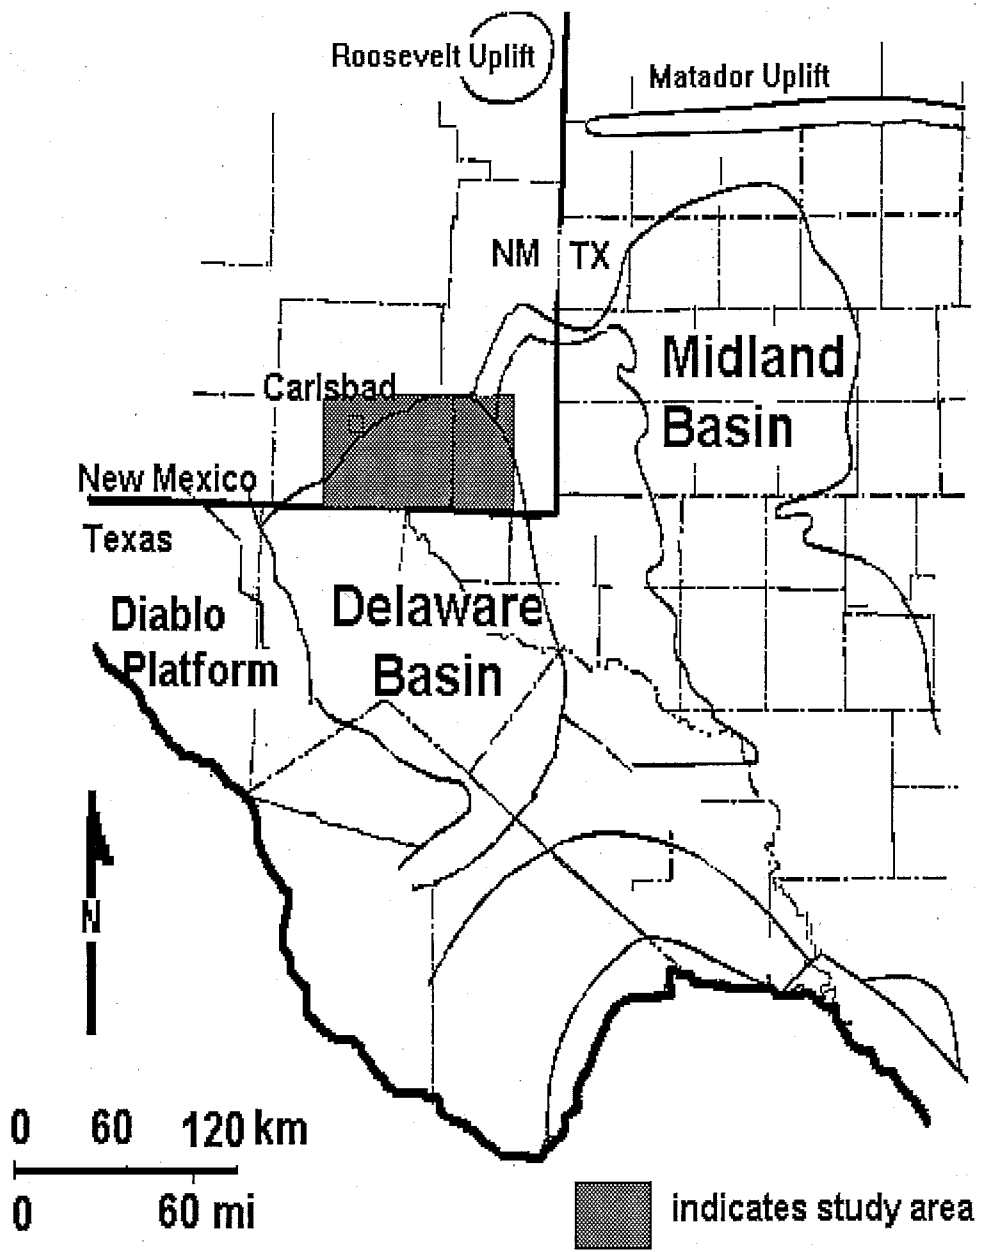 Roosevelt Uplift
Matador Uplift
NM TX
Midland
Basin
Carlsbad
New Mexico
Texas
Diablo
Platform
Delaware
Basin
N
0 60 120 km
0 60 mi
indicates study area